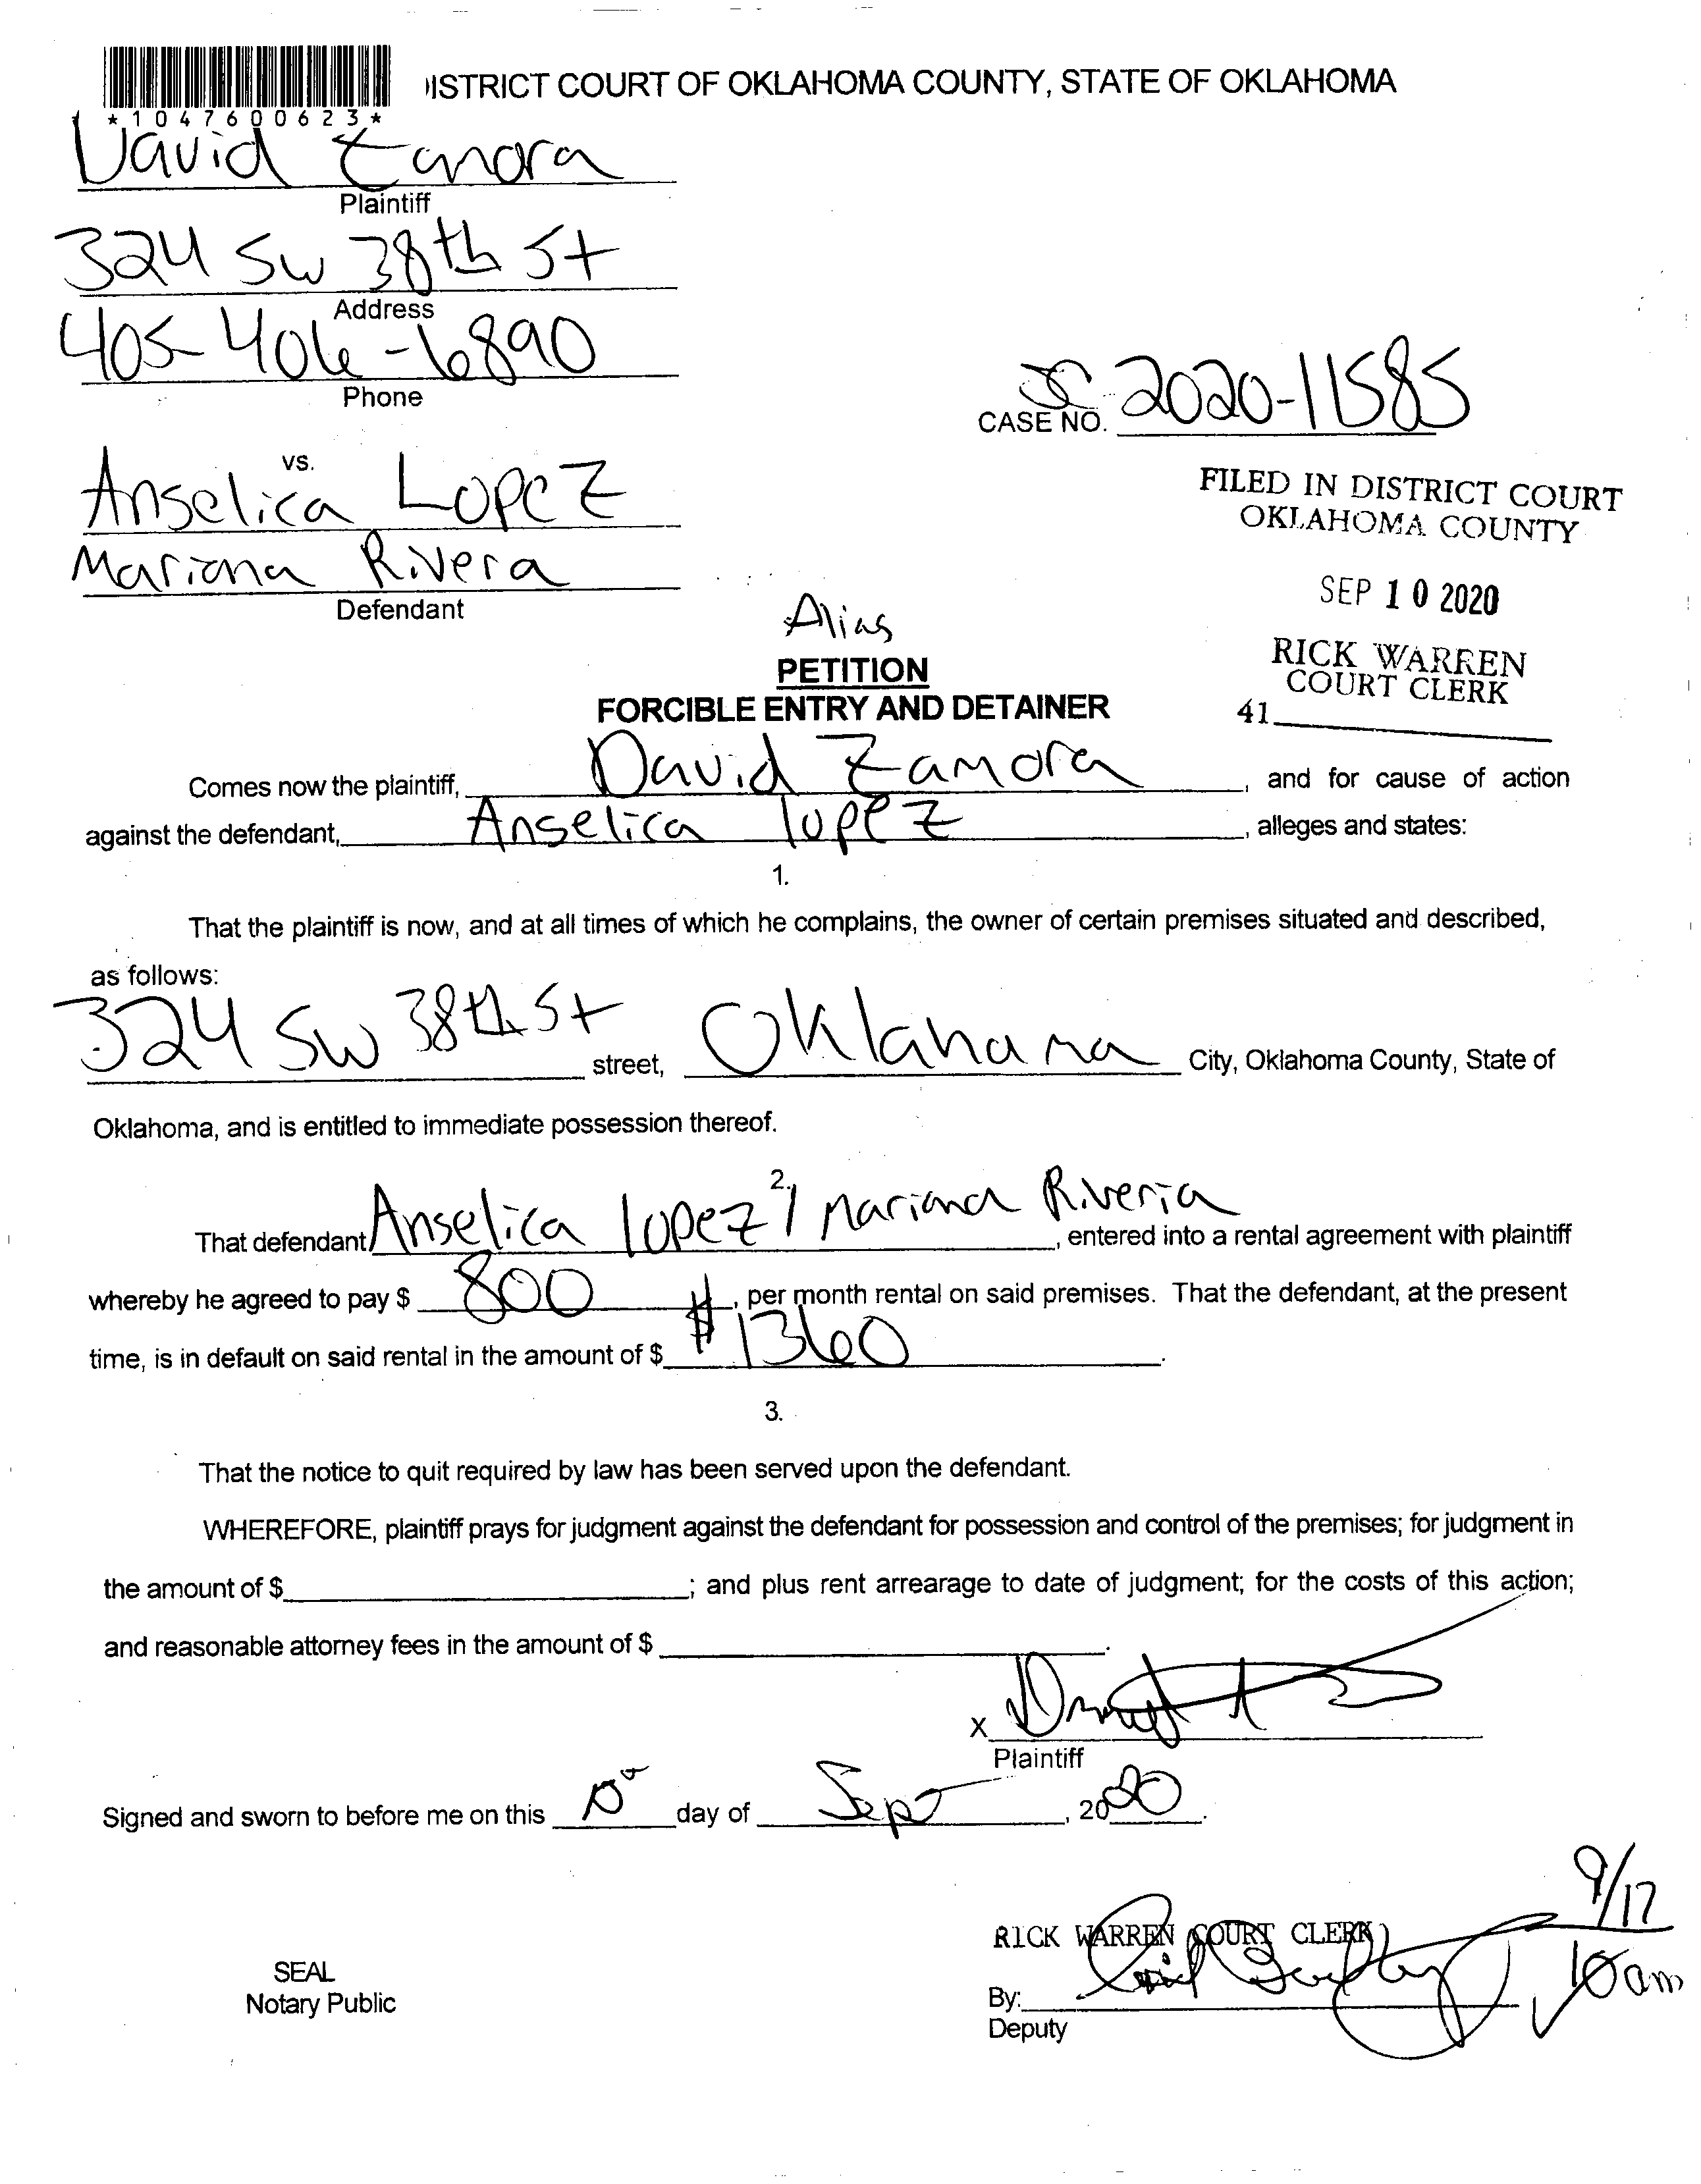 *1047600623*
ISTRICT COURT OF OKLAHOMA COUNTY, STATE OF OKLAHOMA
David Zamora
Plaintiff
324 SW 38th St
Address
405-406-6890
Phone
CASE NO. SC 2020-11585
vs.
Anselica Lopez
Mariana Rivera
Defendant
FILED IN DISTRICT COURT
OKLAHOMA COUNTY
SEP 10 2020
RICK WARREN
COURT CLERK
41
Alias
PETITION
FORCIBLE ENTRY AND DETAINER
Comes now the plaintiff, David Zamora, and for cause of action
against the defendant, Anselica lopez, alleges and states:
1.
That the plaintiff is now, and at all times of which he complains, the owner of certain premises situated and described,
as follows:
324 SW 38th St street, Oklahoma City, Oklahoma County, State of
Oklahoma, and is entitled to immediate possession thereof.
2.
That defendant Anselica lopez / Mariana Riveria, entered into a rental agreement with plaintiff
whereby he agreed to pay $ 800, per month rental on said premises. That the defendant, at the present
time, is in default on said rental in the amount of $ $1360.
3.
That the notice to quit required by law has been served upon the defendant.
WHEREFORE, plaintiff prays for judgment against the defendant for possession and control of the premises; for judgment in
the amount of $ ; and plus rent arrearage to date of judgment; for the costs of this action;
and reasonable attorney fees in the amount of $ .
X
Plaintiff
Signed and sworn to before me on this 10 day of Sept, 2020.
9/17
10am
RICK WARREN COURT CLERK
SEAL
Notary Public
By:
Deputy